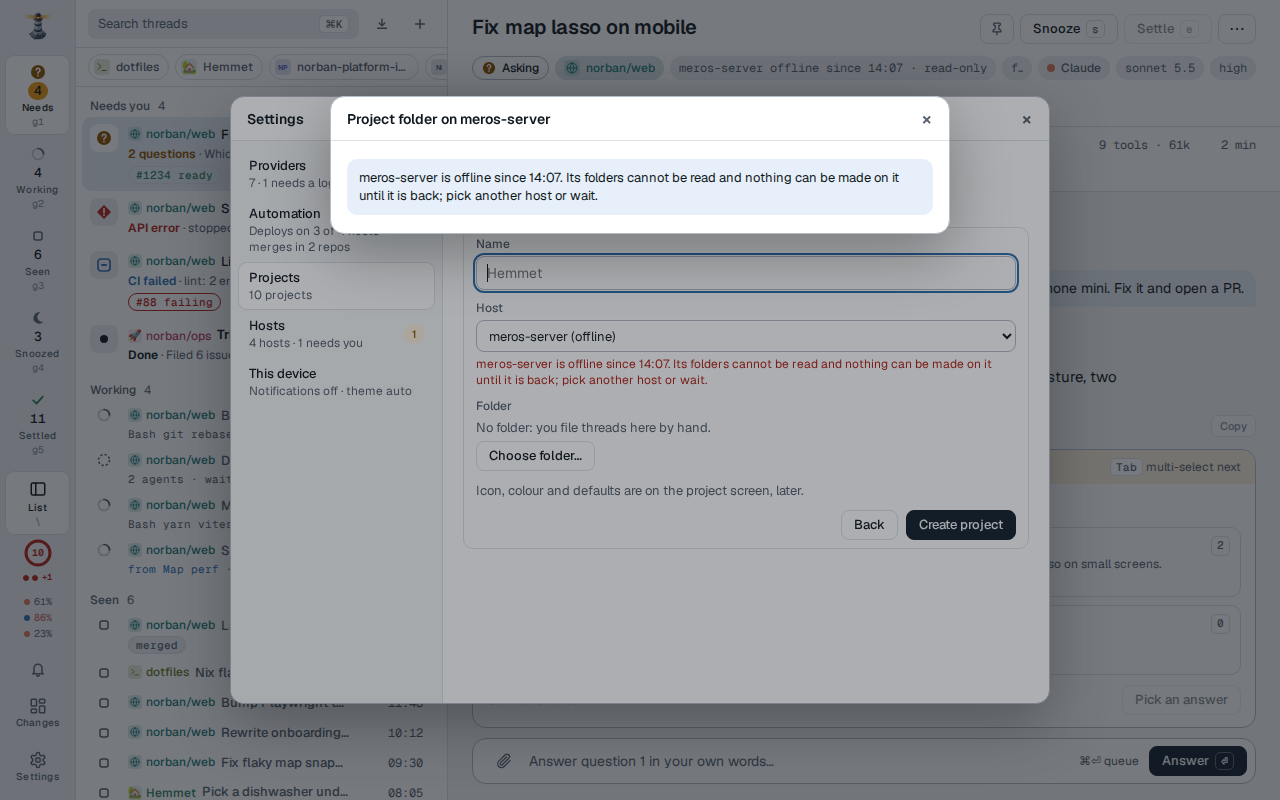 Search threads
⌘K
Fix map lasso on mobile
Snooze s
Settle e
dotfiles
Hemmet
NP norban-platform-i…
Asking
norban/web
meros-server offline since 14:07 · read-only
f…
Claude
sonnet 5.5
high
4
Needs
g1
4
Working
g2
6
Seen
g3
3
Snoozed
g4
11
Settled
g5
List
\
10
+1
61%
86%
23%
Changes
Settings
Needs you 4
norban/web F
2 questions · Whic
#1234 ready
norban/web S
API error · stopped
norban/web Li
CI failed · lint: 2 er
#88 failing
norban/ops Tr
Done · Filed 6 issue
Working 4
norban/web B
Bash git rebase
norban/web D
2 agents · wait
norban/web M
Bash yarn vites
norban/web S
from Map perf ·
Seen 6
norban/web L
merged
dotfiles Nix fla
norban/web Bump Playwright t… 11:48
norban/web Rewrite onboarding… 10:12
norban/web Fix flaky map snap… 09:30
Hemmet Pick a dishwasher und… 08:05
Settings
×
Providers
7 · 1 needs a log
Automation
Deploys on 3 of 4 hosts
merges in 2 repos
Projects
10 projects
Hosts
4 hosts · 1 needs you
1
This device
Notifications off · theme auto
Project folder on meros-server
×
meros-server is offline since 14:07. Its folders cannot be read and nothing can be made on it
until it is back; pick another host or wait.
Name
Hemmet
Host
meros-server (offline)
meros-server is offline since 14:07. Its folders cannot be read and nothing can be made on it
until it is back; pick another host or wait.
Folder
No folder: you file threads here by hand.
Choose folder…
Icon, colour and defaults are on the project screen, later.
Back
Create project
9 tools · 61k
2 min
one mini. Fix it and open a PR.
sture, two
Copy
Tab multi-select next
2
so on small screens.
0
Pick an answer
Answer question 1 in your own words…
⌘⏎ queue
Answer ⏎